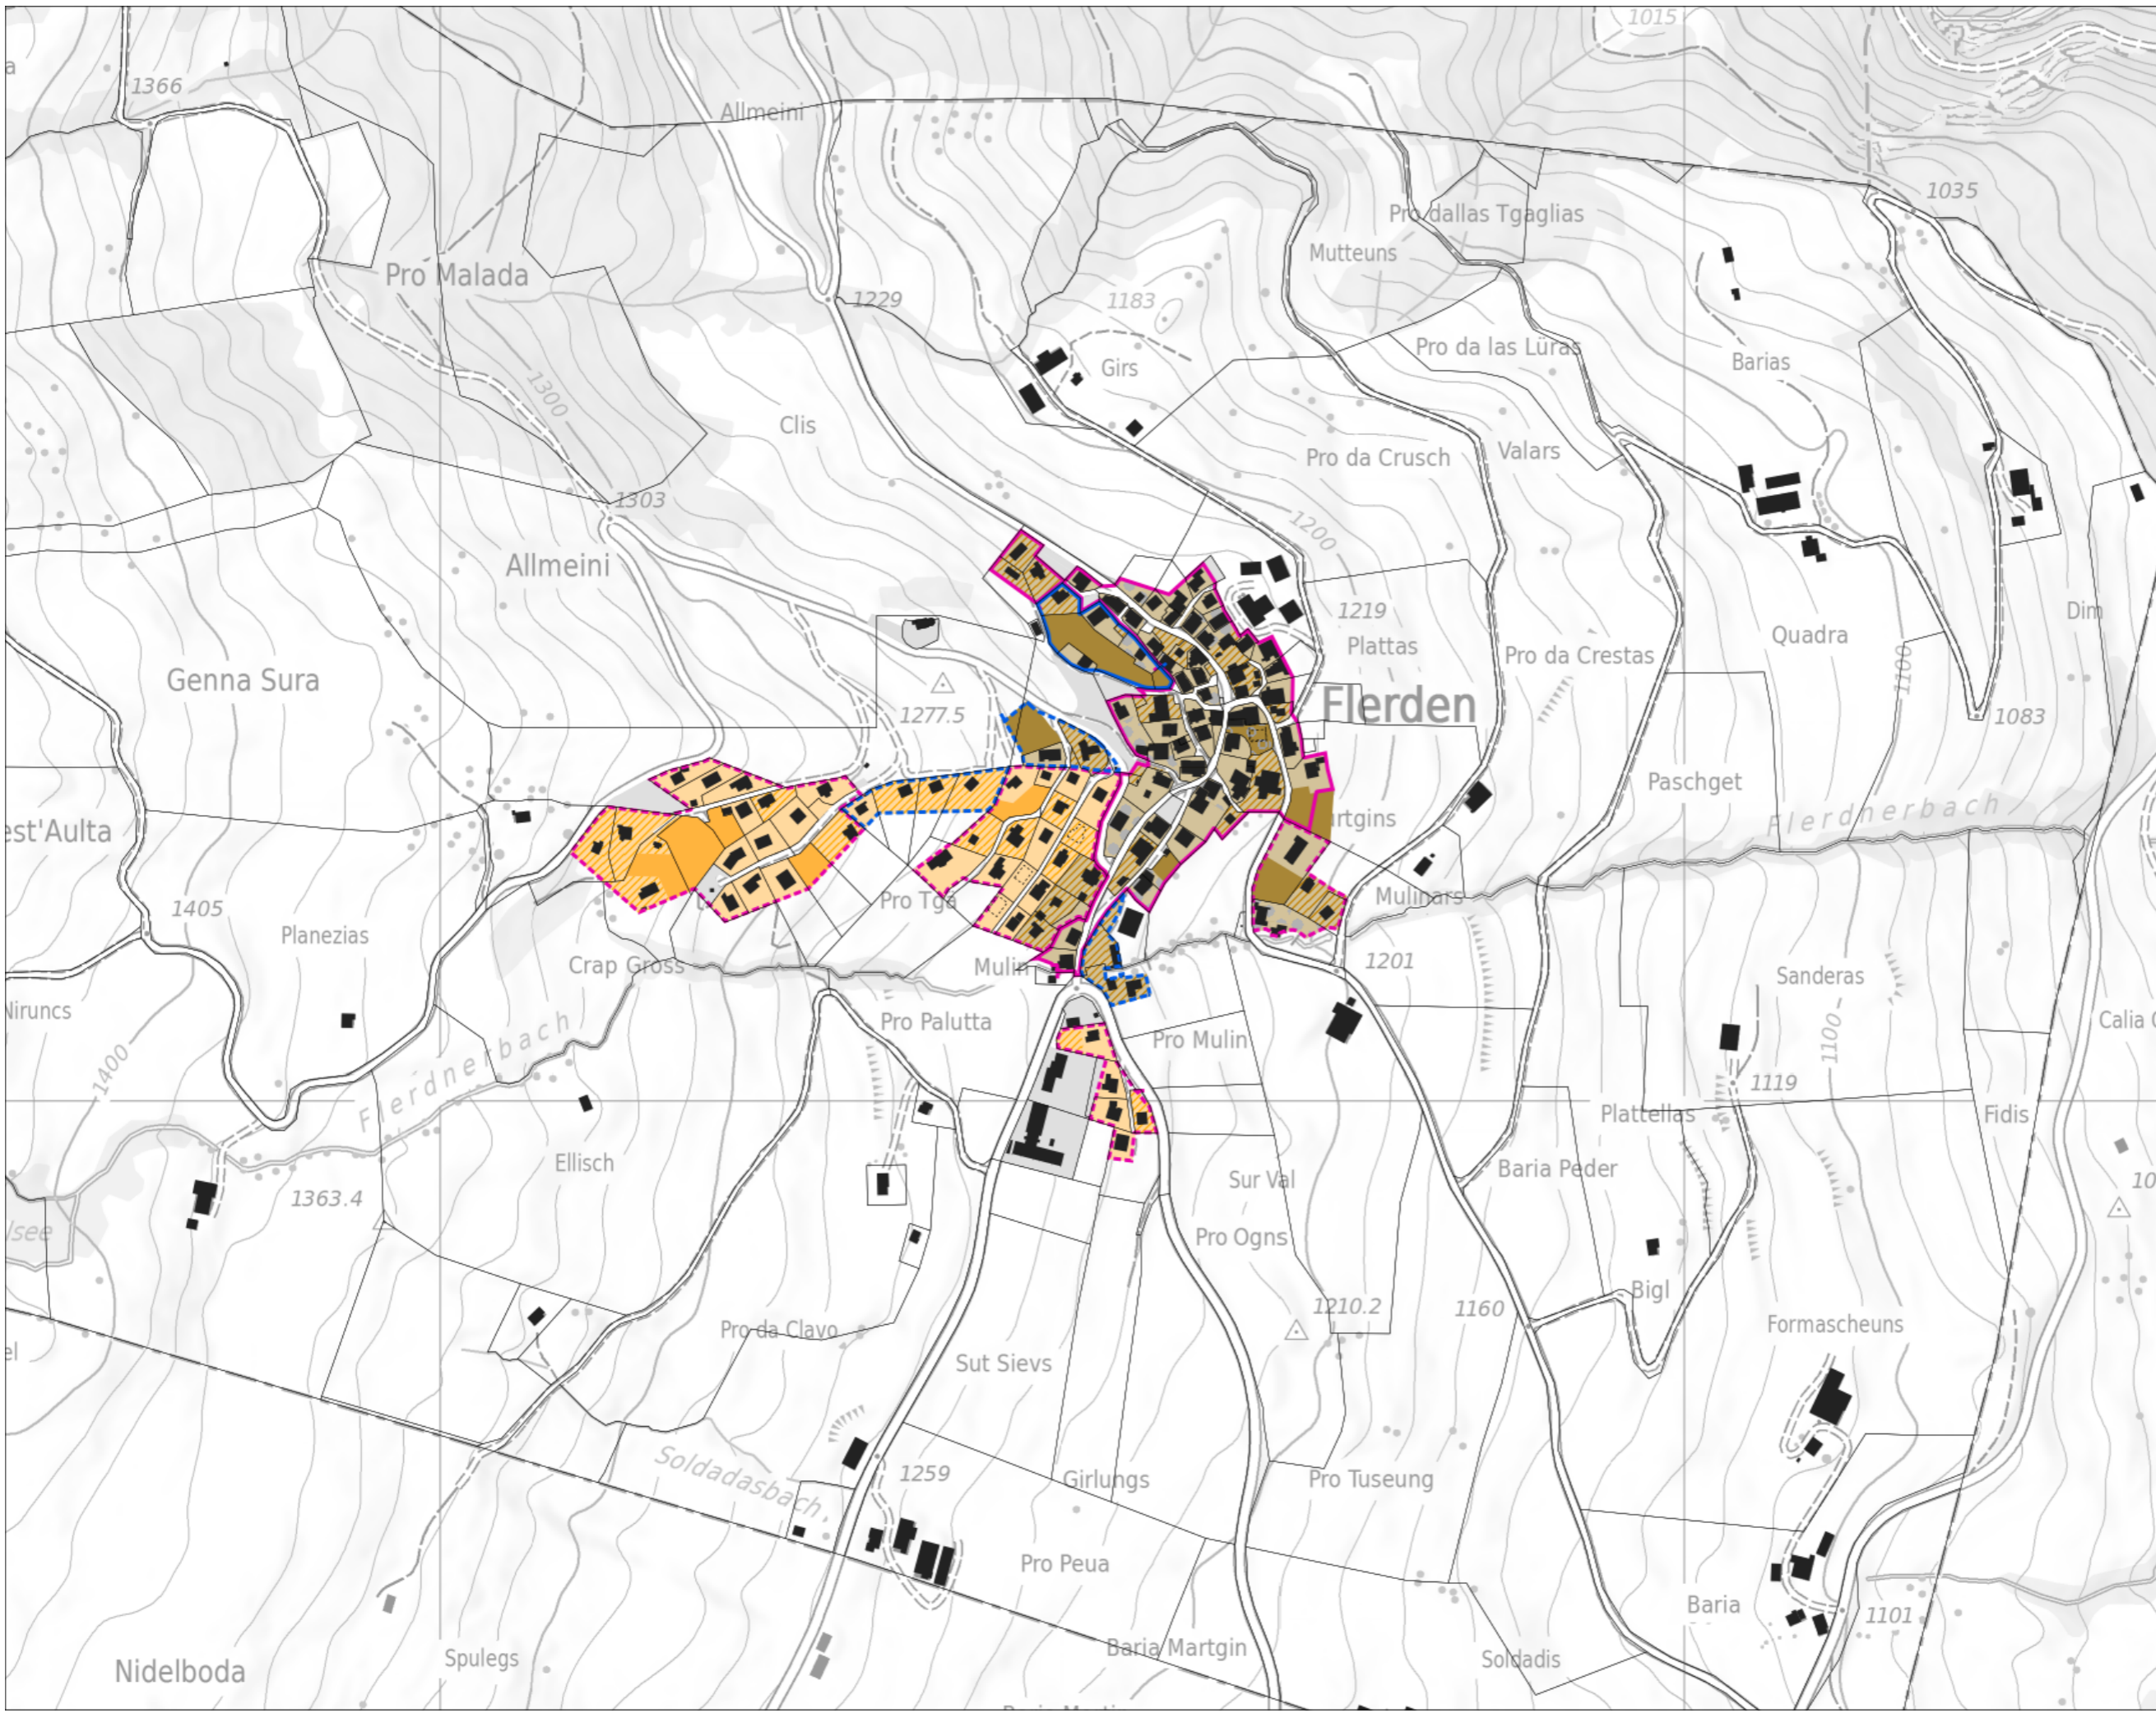 1015
1366
Allmeini
1035
Pro dallas Tgaglias
Mutteuns
Pro Malada
1229
1183
Pro da las Lüras
Barias
Girs
1300
Clis
Pro da Crusch
Valars
1303
1200
Allmeini
1219
Dim
Quadra
Plattas
Pro da Crestas
1100
Genna Sura
Flerden
1277.5
1083
Paschget
Flerdnerbach
est'Aulta
rtgins
Pro Tga
Mulinars
1405
Planezias
Crap Gross
Mulin
1201
Sanderas
Niruncs
Pro Palutta
Calia
Pro Mulin
1100
1400
Flerdnerbach
1119
Plattellas
Fidis
Ellisch
Baria Peder
1363.4
Sur Val
10
lsee
Pro Ogns
Bigl
1210.2
1160
Formascheuns
Pro da Clavo
el
Sut Sievs
Soldadasbach
1259
Girlungs
Pro Tuseung
Pro Peua
Baria
1101
Baria Martgin
Spulegs
Soldadis
Nidelboda